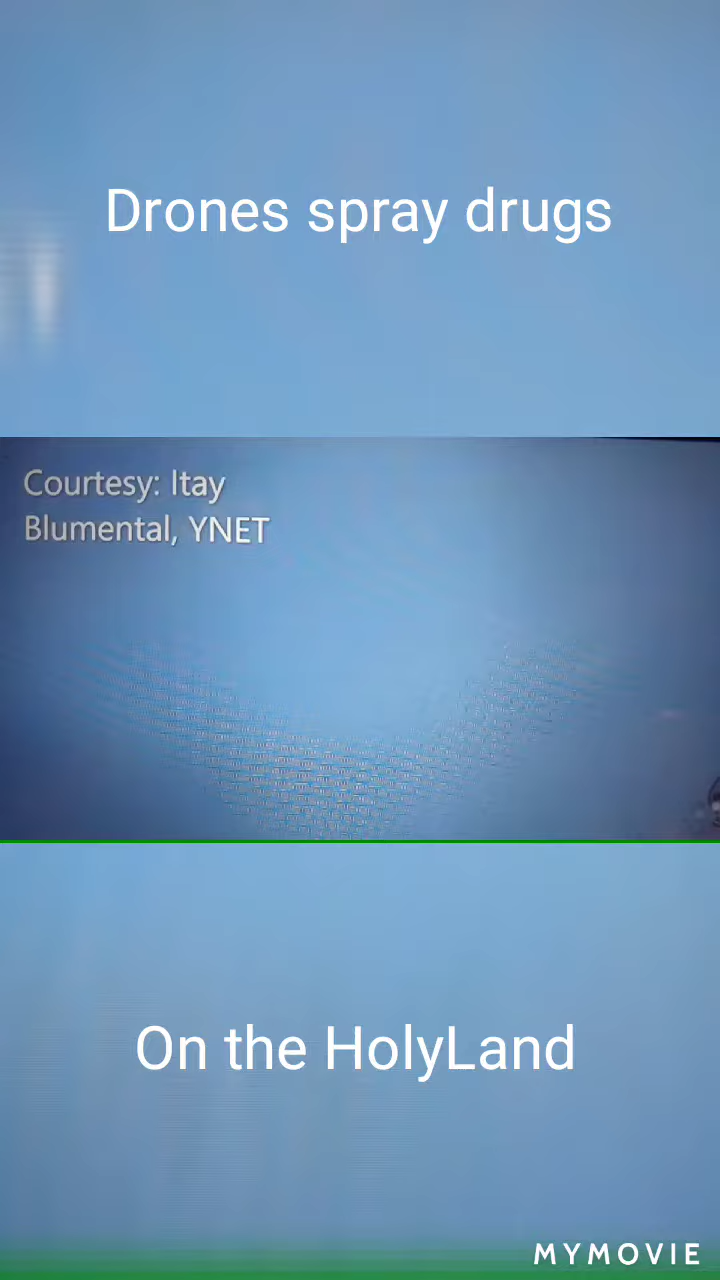 Drones spray drugs
Courtesy: Itay
Blumental, YNET
On the HolyLand
MYMOVIE